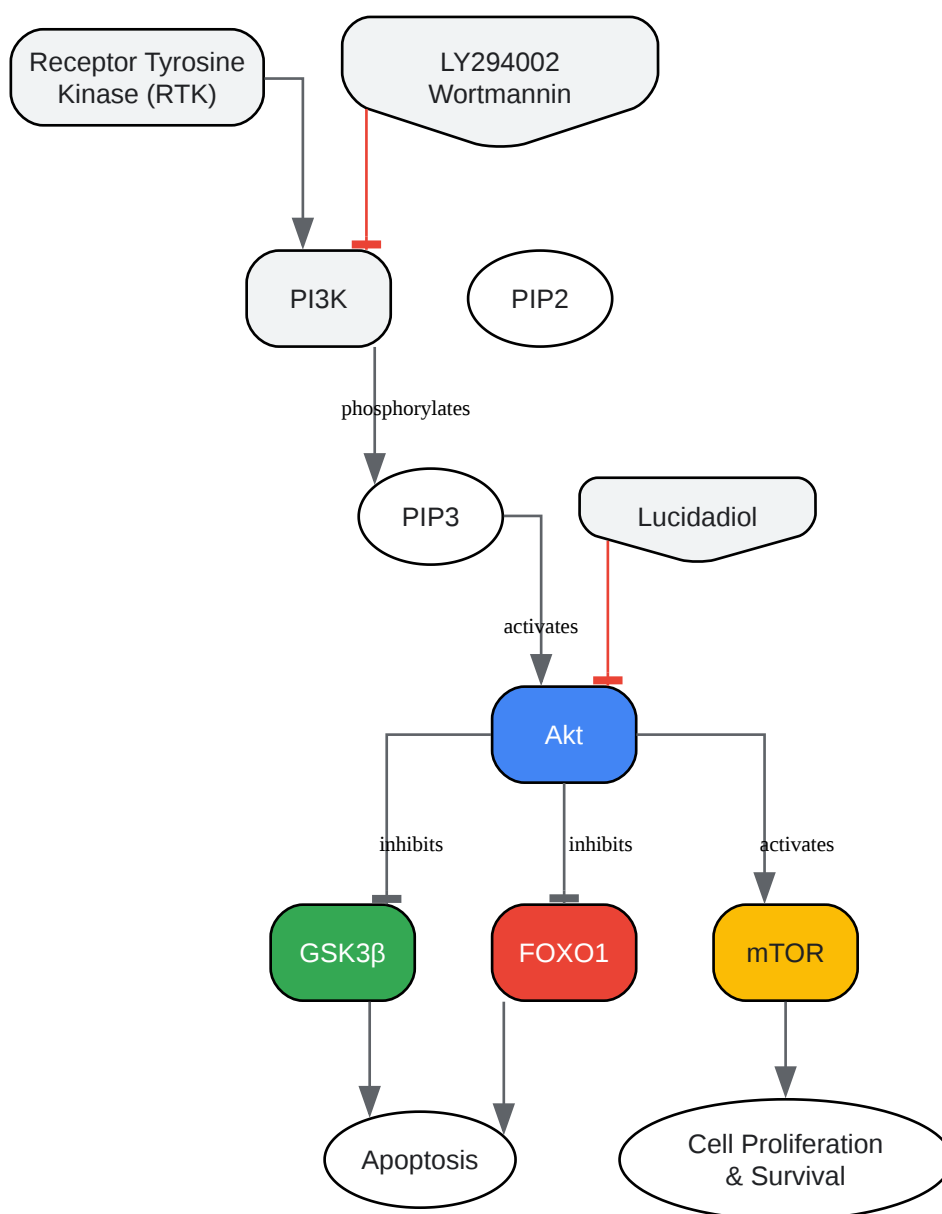 Receptor Tyrosine
Kinase (RTK)
LY294002
Wortmannin
PI3K
PIP2
phosphorylates
PIP3
Lucidadiol
activates
Akt
inhibits
inhibits
activates
GSK3β
FOXO1
mTOR
Apoptosis
Cell Proliferation
& Survival